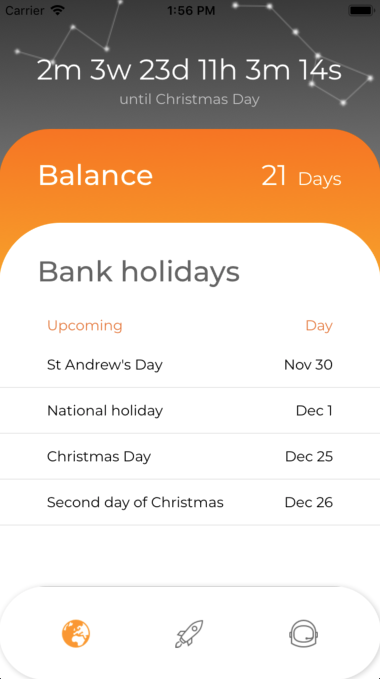 Carrier 1:56 PM
2m 3w 23d 11h 3m 14s
until Christmas Day
Balance 21 Days
Bank holidays
Upcoming Day
St Andrew's Day Nov 30
National holiday Dec 1
Christmas Day Dec 25
Second day of Christmas Dec 26